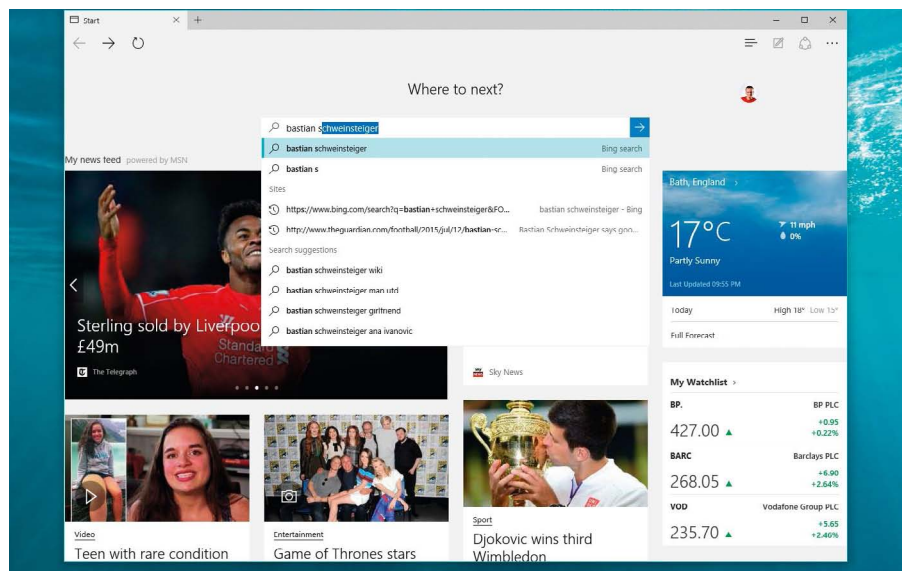 Start
Where to next?
bastian schweinsteiger
bastian schweinsteiger Bing search
bastian s Bing search
Sites
https://www.bing.com/search?q=bastian+schweinsteiger&FO... bastian schweinsteiger - Bing
http://www.theguardian.com/football/2015/jul/12/bastian-sc... Bastian Schweinsteiger says goo...
Search suggestions
bastian schweinsteiger wiki
bastian schweinsteiger man utd
bastian schweinsteiger girlfriend
bastian schweinsteiger ana ivanovic
My news feed powered by MSN
Sterling sold by Liverpoo
£49m
The Telegraph
Standard
Chartered
sky news
Sky News
Bath, England
17°C
11 mph
0%
Partly Sunny
Last Updated 09:55 PM
Today High 18° Low 15°
Full Forecast
My Watchlist
BP. BP PLC
427.00 +0.95
+0.22%
BARC Barclays PLC
268.05 +6.90
+2.64%
VOD Vodafone Group PLC
235.70 +5.65
+2.46%
Video
Teen with rare condition
Entertainment
Game of Thrones stars
Sport
Djokovic wins third
Wimbledon